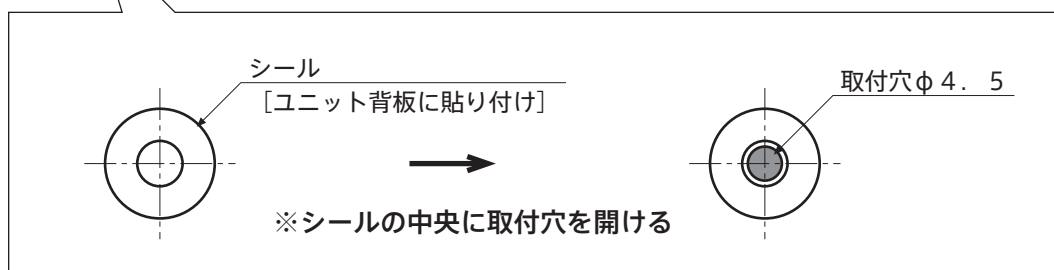 シール
[ユニット背板に貼り付け]
取付穴φ４．５
※シールの中央に取付穴を開ける